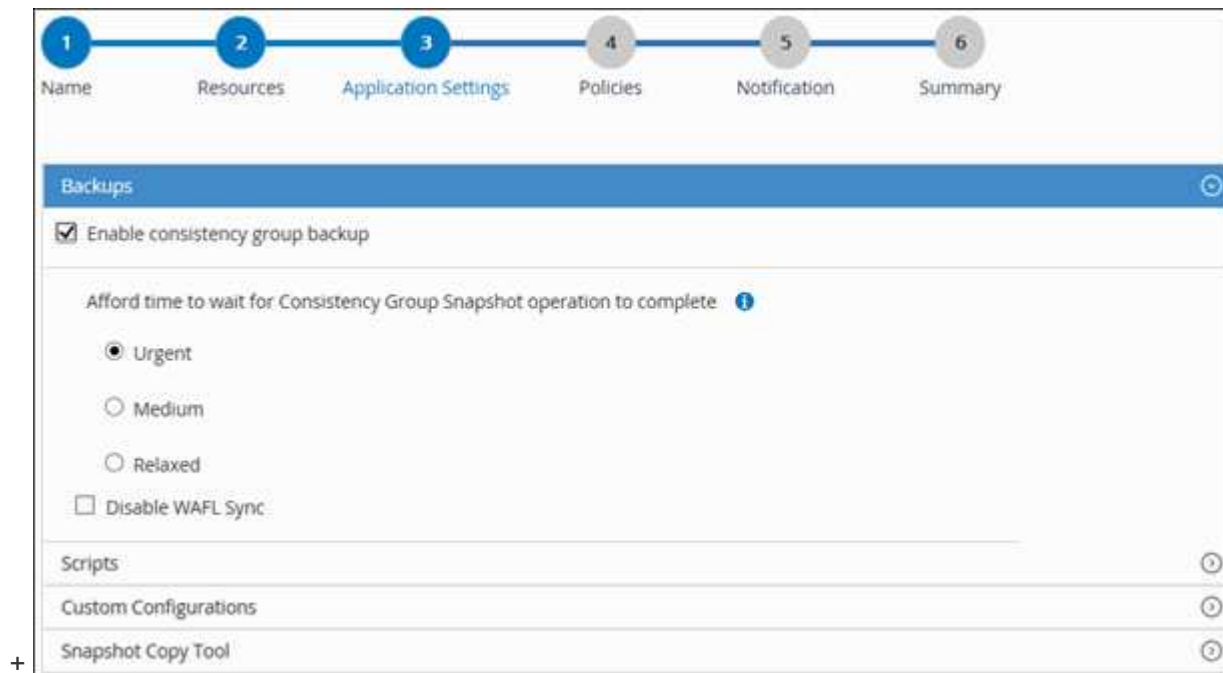 1 2 3 4 5 6
Name Resources Application Settings Policies Notification Summary
Backups
Enable consistency group backup
Afford time to wait for Consistency Group Snapshot operation to complete i
Urgent
Medium
Relaxed
Disable WAFL Sync
Scripts
Custom Configurations
Snapshot Copy Tool
+